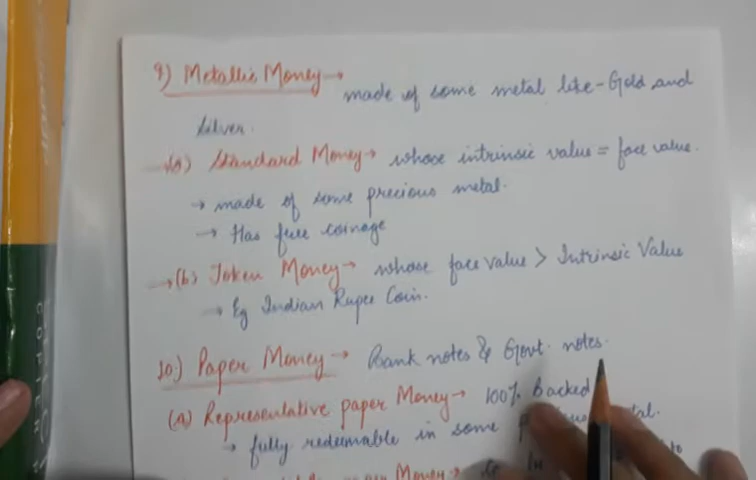 9) Metallic Money →
made of some metal like - Gold and
Silver.
→(a) Standard Money → whose intrinsic value = face value.
→ made of some precious metal.
→ Has free coinage
→(b) Token Money → whose face value > Intrinsic Value
→ Eg Indian Rupee Coin.
10.) Paper Money → Bank notes & Govt. notes.
(a) Representative paper Money → 100% Backed
→ fully redeemable in some
Money →